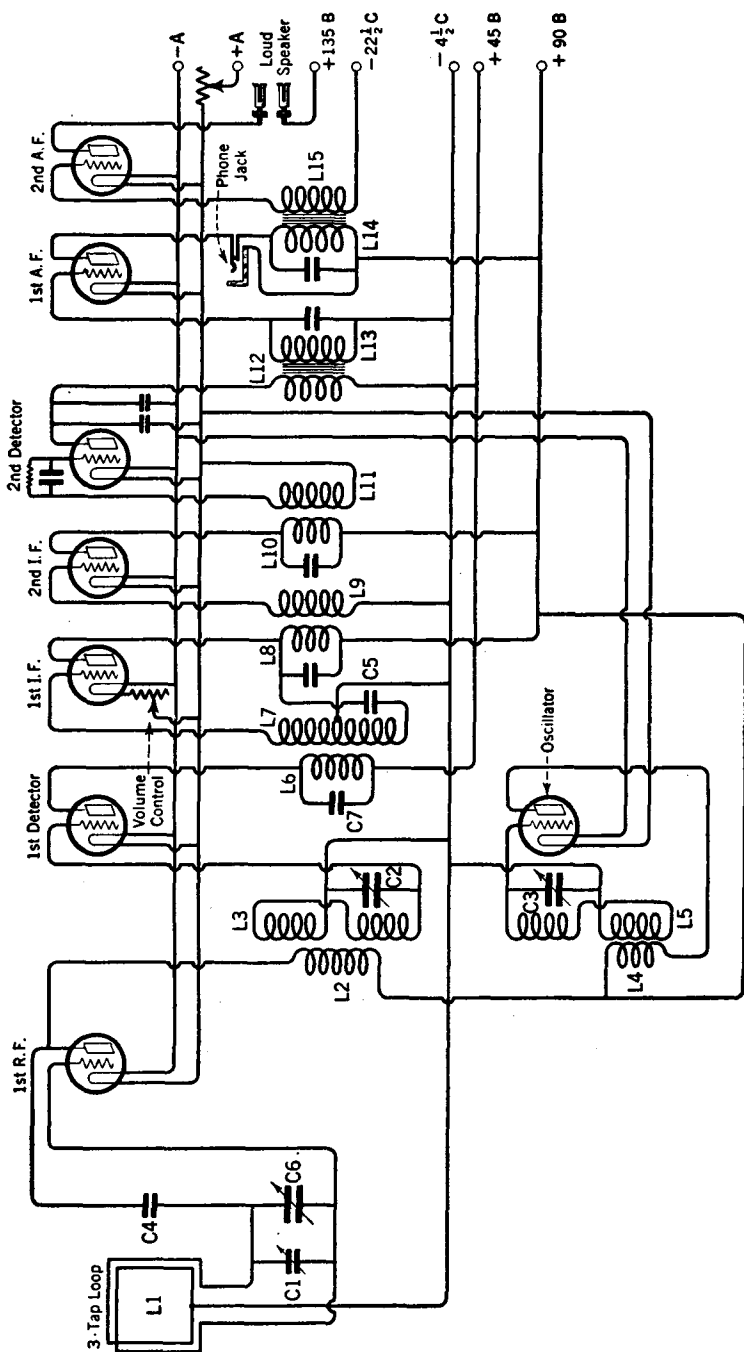 3-Tap Loop
L1
C1
C6
C4
1st R.F.
L2
L3
C2
1st Detector
Volume
Control
L6
C7
L7
C5
1st I.F.
L8
L9
2nd I.F.
L10
L11
2nd Detector
L12
L13
1st A.F.
Phone
Jack
L14
L15
2nd A.F.
-A
+A
Loud
Speaker
+135 B
-22½ C
-4½ C
+45 B
+90 B
Oscillator
C3
L4
L5